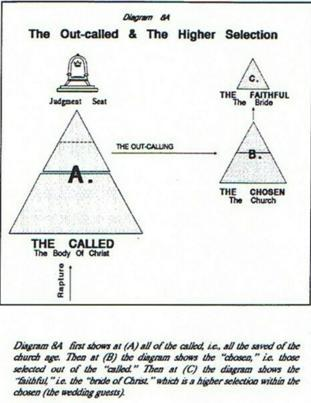 Diagram 8A
The Out-called & The Higher Selection
Judgment Seat
C.
THE FAITHFUL
The Bride
THE OUT-CALLING
B.
A.
THE CHOSEN
The Church
THE CALLED
The Body Of Christ
Rapture
Diagram 8A first shows at (A) all of the called, i.e., all the saved of the
church age. Then at (B) the diagram shows the "chosen," i.e. those
selected out of the "called." Then at (C) the diagram shows the
"faithful," i.e. the "bride of Christ," which is a higher selection within the
chosen (the wedding guests).